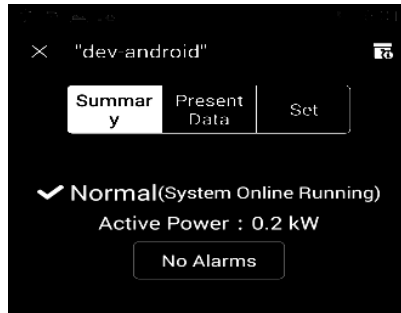 "dev-android"
Summar
y
Present
Data
Set
Normal(System Online Running)
Active Power : 0.2 kW
No Alarms